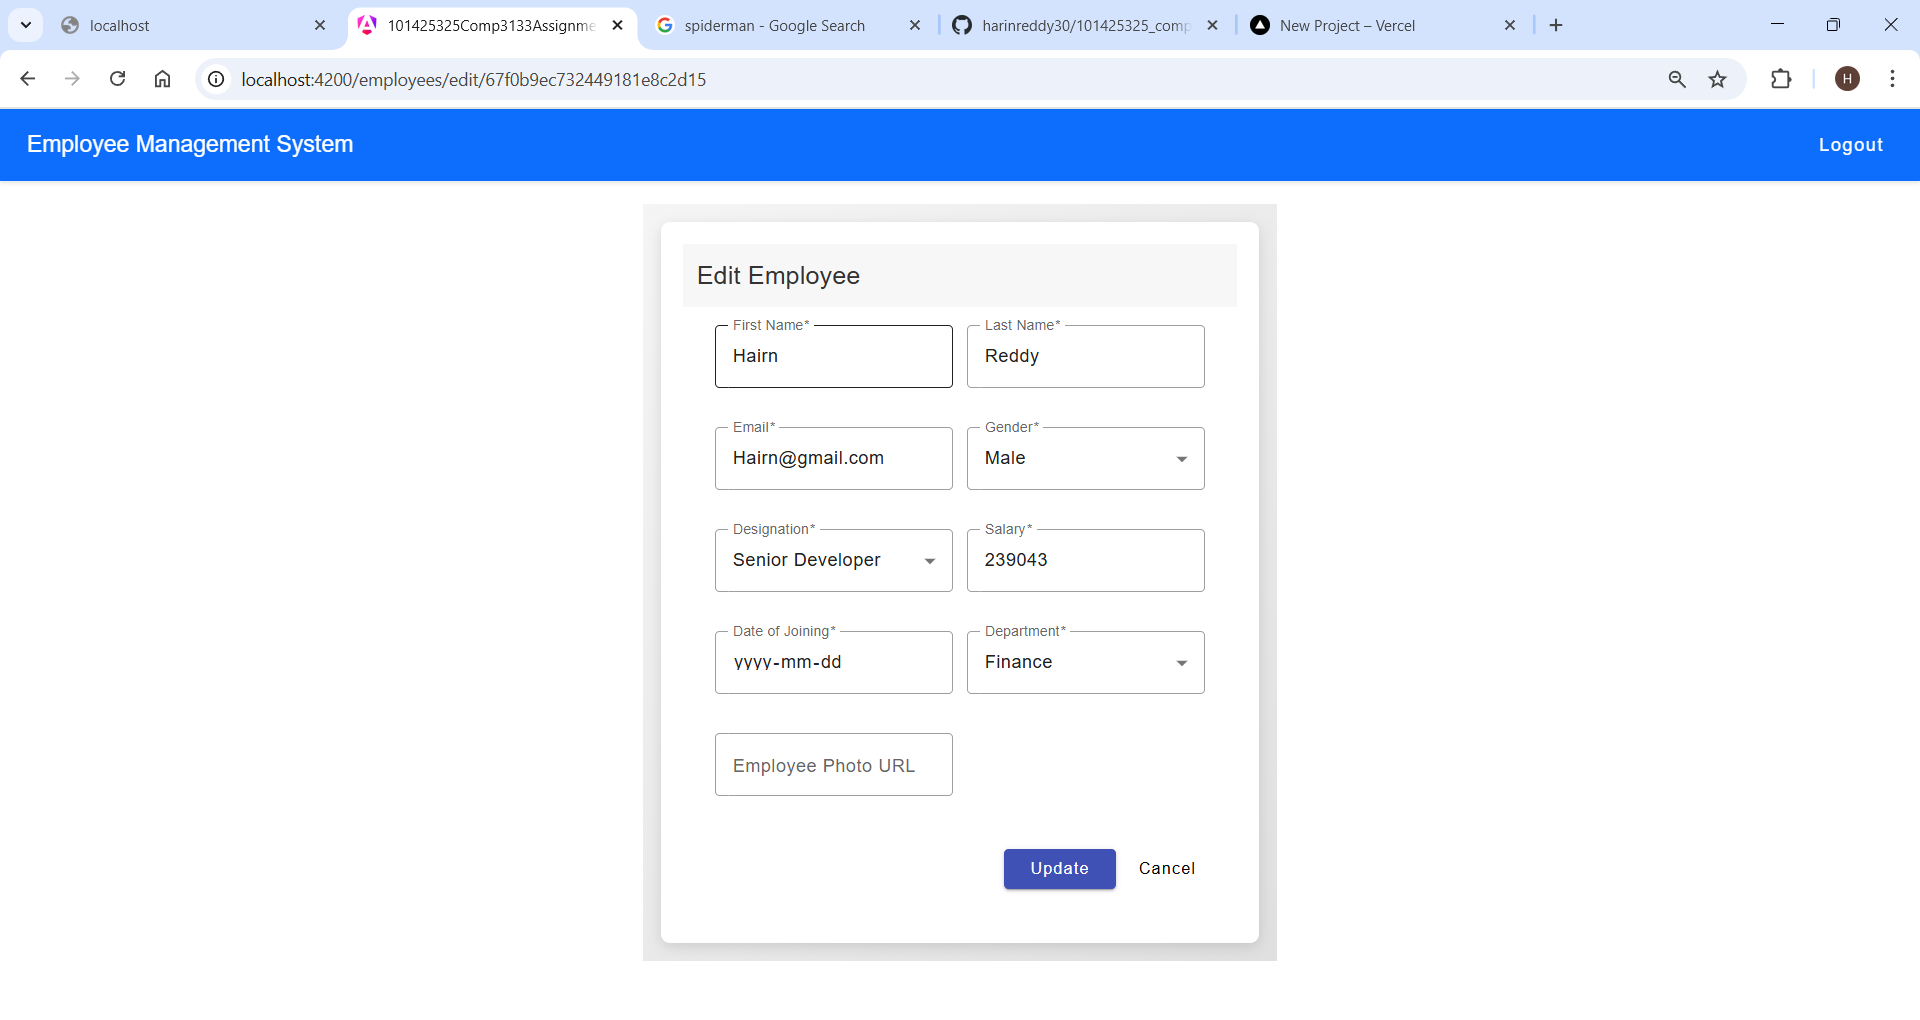 localhost
101425325Comp3133Assignme
spiderman - Google Search
harinreddy30/101425325_comp
New Project – Vercel
localhost:4200/employees/edit/67f0b9ec732449181e8c2d15
H
Employee Management System
Logout
Edit Employee
First Name*
Last Name*
Hairn
Reddy
Email*
Gender*
Hairn@gmail.com
Male
Designation*
Salary*
Senior Developer
239043
Date of Joining*
Department*
yyyy-mm-dd
Finance
Employee Photo URL
Update
Cancel